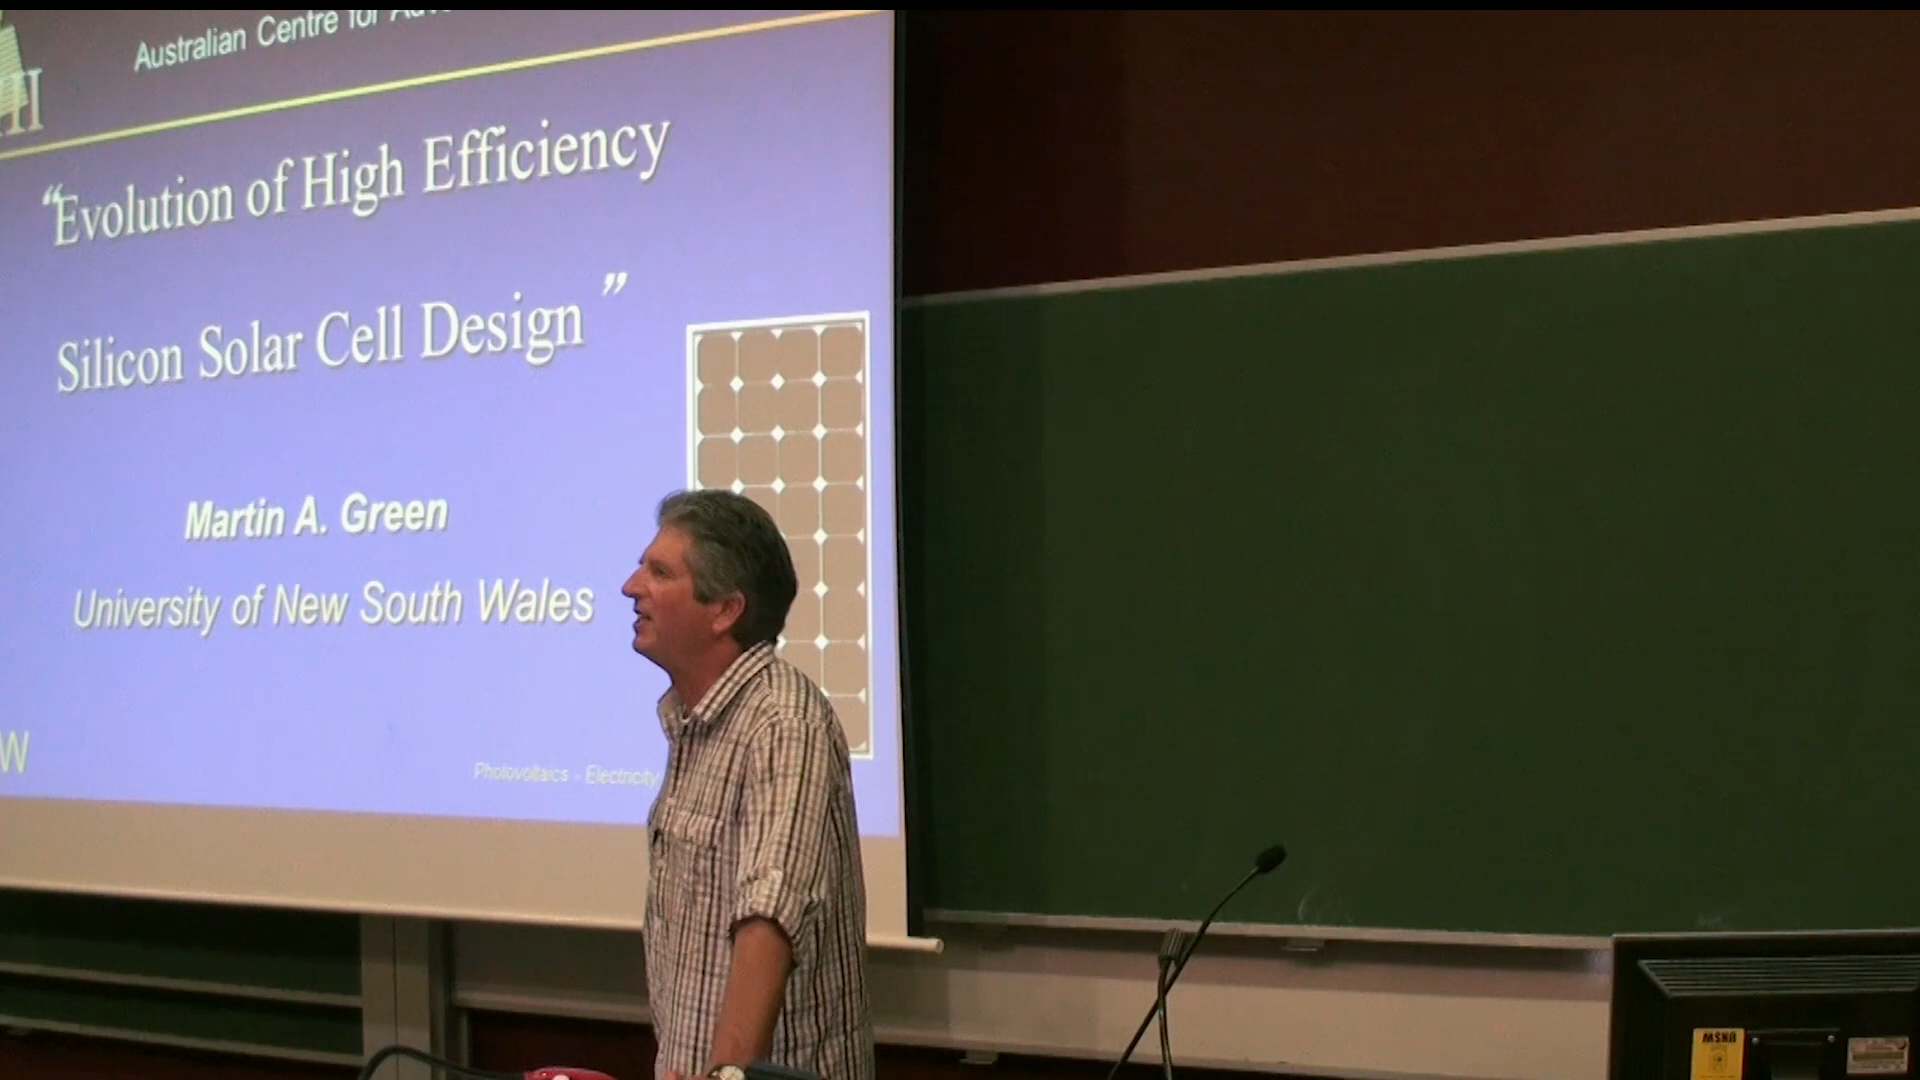 Australian Centre for
“Evolution of High Efficiency
Silicon Solar Cell Design ”
Martin A. Green
University of New South Wales
W
Photovoltaics - Electricity
MSNB